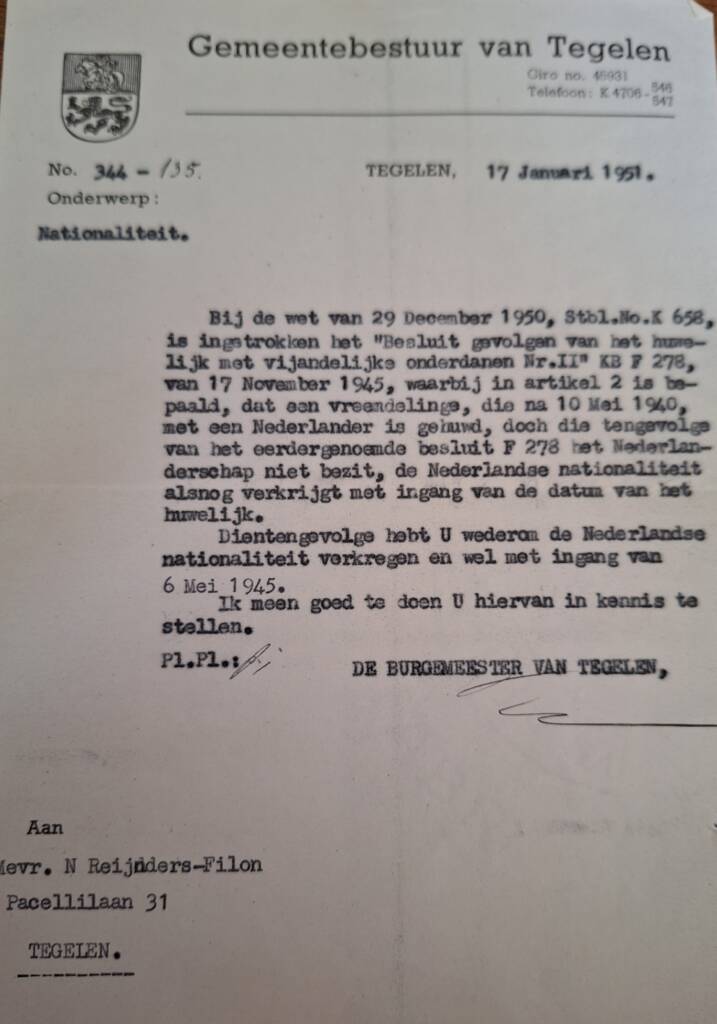 Gemeentebestuur van Tegelen
Giro no. 46931
Telefoon: K 4706 - 546
547
No. 344 - 135.
TEGELEN, 17 Januari 1951.
Onderwerp:
Nationaliteit.
Bij de wet van 29 December 1950, Stbl.No.K 658,
is ingetrokken het "Besluit gevolgen van het huwe-
lijk met vijandelijke onderdanen Nr.II" KB F 278,
van 17 November 1945, waarbij in artikel 2 is be-
paald, dat een vreemdelinge, die na 10 Mei 1940,
met een Nederlander is gehuwd, doch die tengevolge
van het eerdergenoemde besluit F 278 het Nederlan-
derschap niet bezit, de Nederlandse nationaliteit
alsnog verkrijgt met ingang van de datum van het
huwelijk.
Dientengevolge hebt U wederom de Nederlandse
nationaliteit verkregen en wel met ingang van
6 Mei 1945.
Ik meen goed te doen U hiervan in kennis te
stellen.
Pl.Pl.:
DE BURGEMEESTER VAN TEGELEN,
Aan
Mevr. N Reijnders-Filon
Pacellilaan 31
TEGELEN.